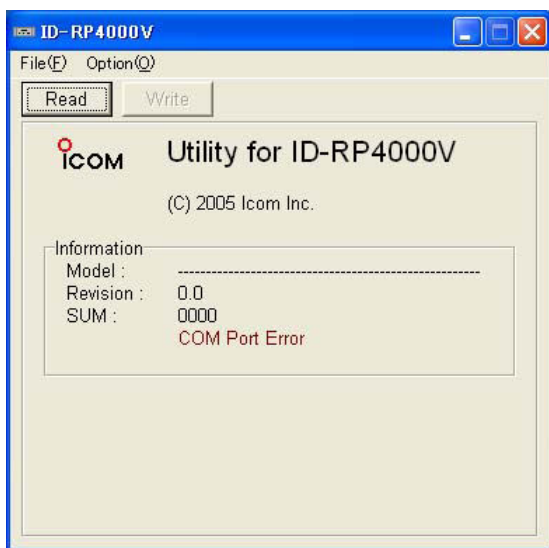 ID-RP4000V
File(F) Option(O)
Read Write
ICOM Utility for ID-RP4000V
(C) 2005 Icom Inc.
Information
Model : ------------------------------------------------------
Revision : 0.0
SUM : 0000
COM Port Error